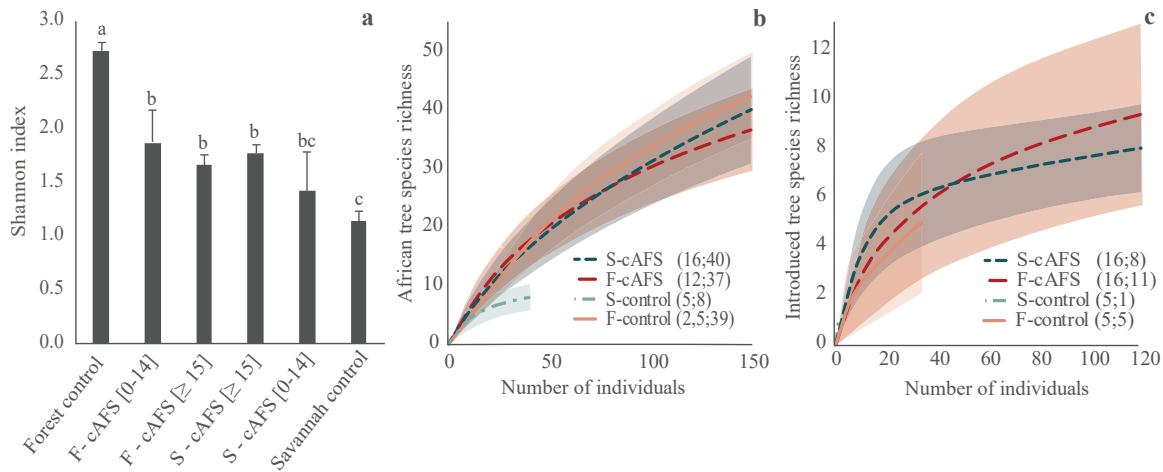 a
Shannon index
3.0
2.5
2.0
1.5
1.0
0.5
0.0
a
b
b
b
bc
c
Forest control
F- cAFS [0-14]
F - cAFS [≥ 15]
S - cAFS [≥ 15]
S - cAFS [0-14]
Savannah control
b
African tree species richness
50
40
30
20
10
0
S-cAFS (16;40)
F-cAFS (12;37)
S-control (5;8)
F-control (2,5;39)
0
50
100
150
Number of individuals
c
Introduced tree species richness
12
10
8
6
4
2
0
S-cAFS (16;8)
F-cAFS (16;11)
S-control (5;1)
F-control (5;5)
0
20
40
60
80
100
120
Number of individuals